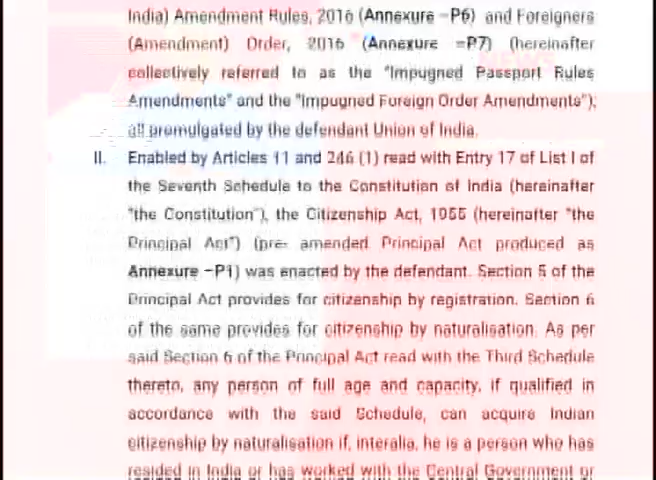 India) Amendment Rules, 2016 (Annexure –P6) and Foreigners
(Amendment) Order, 2016 (Annexure –P7) (hereinafter
collectively referred to as the "Impugned Passport Rules
Amendments" and the "Impugned Foreign Order Amendments"),
all promulgated by the defendant Union of India.
II. Enabled by Articles 11 and 246 (1) read with Entry 17 of List I of
the Seventh Schedule to the Constitution of India (hereinafter
"the Constitution"), the Citizenship Act, 1955 (hereinafter "the
Principal Act") (pre- amended Principal Act produced as
Annexure –P1) was enacted by the defendant. Section 5 of the
Principal Act provides for citizenship by registration. Section 6
of the same provides for citizenship by naturalisation. As per
said Section 6 of the Principal Act read with the Third Schedule
thereto, any person of full age and capacity, if qualified in
accordance with the said Schedule, can acquire Indian
citizenship by naturalisation if, interalia, he is a person who has
resided in India or has worked with the Central Government or
NEWS